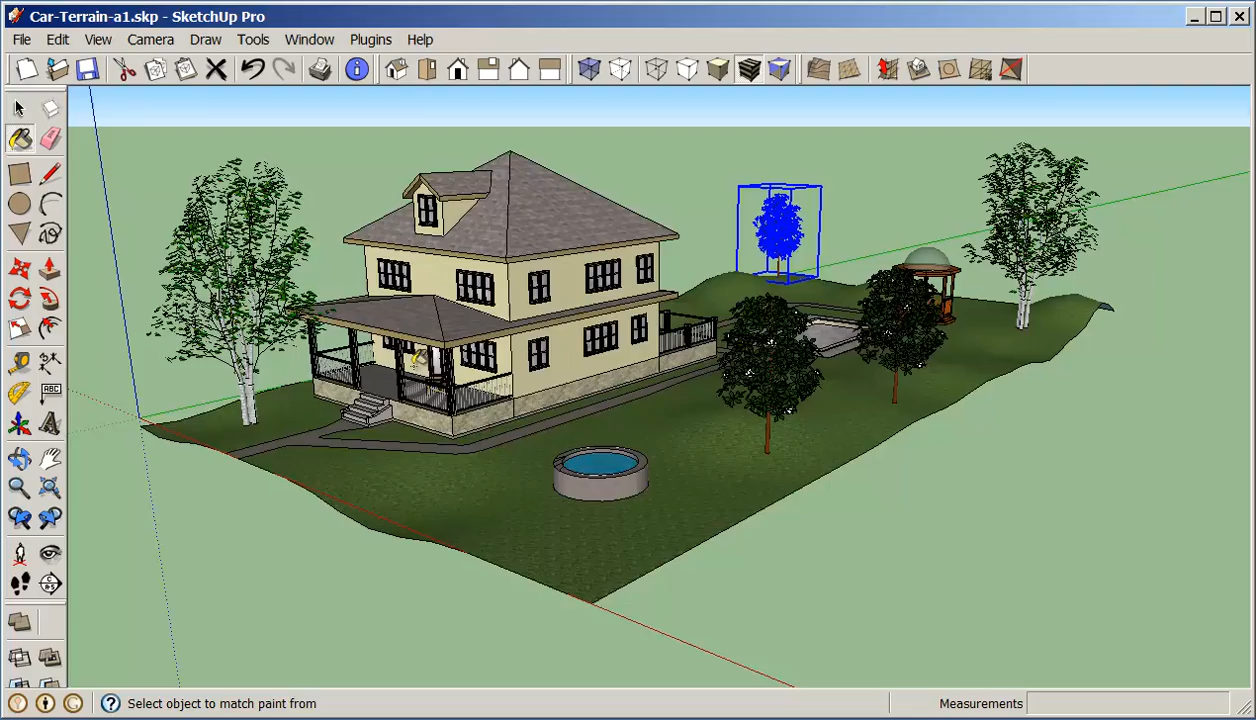 Car-Terrain-a1.skp - SketchUp Pro
File Edit View Camera Draw Tools Window Plugins Help
ABC
A
Select object to match paint from
Measurements